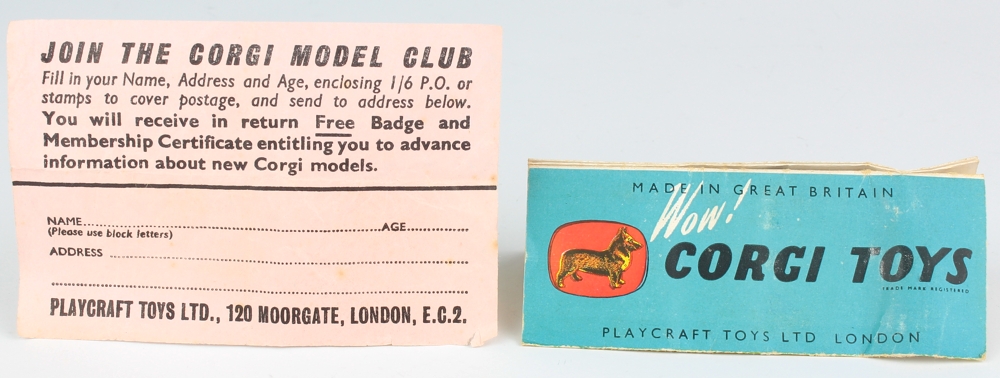 JOIN THE CORGI MODEL CLUB
Fill in your Name, Address and Age, enclosing 1/6 P.O. or
stamps to cover postage, and send to address below.
You will receive in return Free Badge and
Membership Certificate entitling you to advance
information about new Corgi models.
NAME AGE
(Please use block letters)
ADDRESS
PLAYCRAFT TOYS LTD., 120 MOORGATE, LONDON, E.C.2.
MADE IN GREAT BRITAIN
Wow!
CORGI TOYS
TRADE MARK REGISTERED
PLAYCRAFT TOYS LTD LONDON